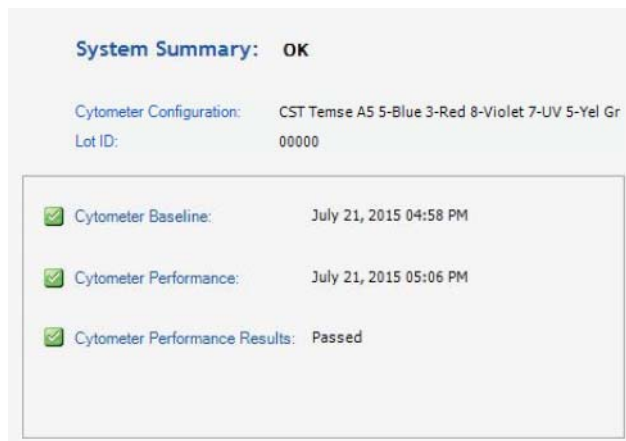 System Summary: OK
Cytometer Configuration: CST Temse A5 5-Blue 3-Red 8-Violet 7-UV 5-Yel Gr
Lot ID: 00000
Cytometer Baseline: July 21, 2015 04:58 PM
Cytometer Performance: July 21, 2015 05:06 PM
Cytometer Performance Results: Passed